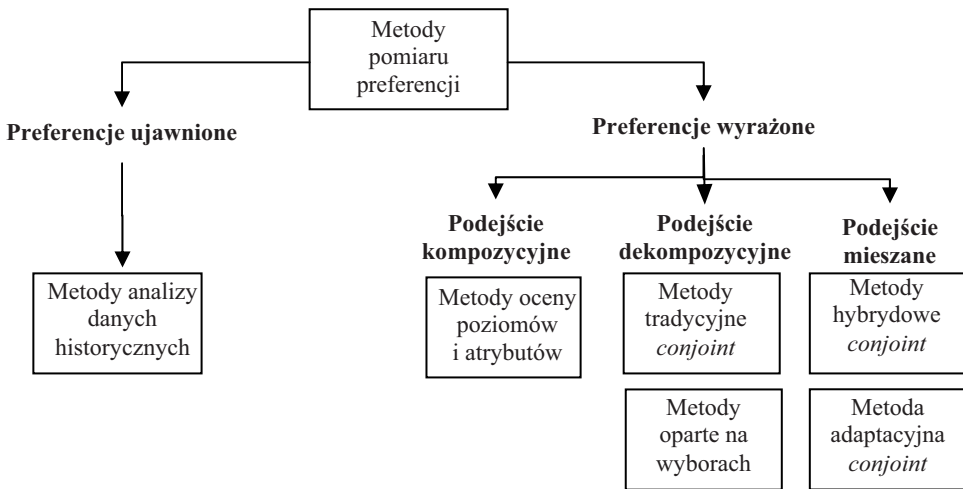 Metody
pomiaru
preferencji
Preferencje ujawnione
Preferencje wyrażone
Podejście
kompozycyjne
Podejście
dekompozycyjne
Podejście
mieszane
Metody analizy
danych
historycznych
Metody oceny
poziomów
i atrybutów
Metody
tradycyjne
conjoint
Metody
hybrydowe
conjoint
Metody
oparte na
wyborach
Metoda
adaptacyjna
conjoint